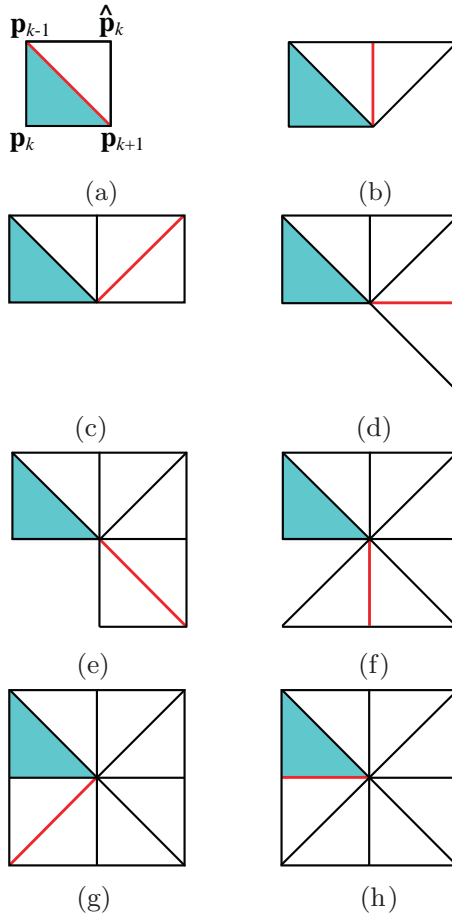 p_{k-1} p̂_k
p_k p_{k+1}
(a) (b)
(c) (d)
(e) (f)
(g) (h)